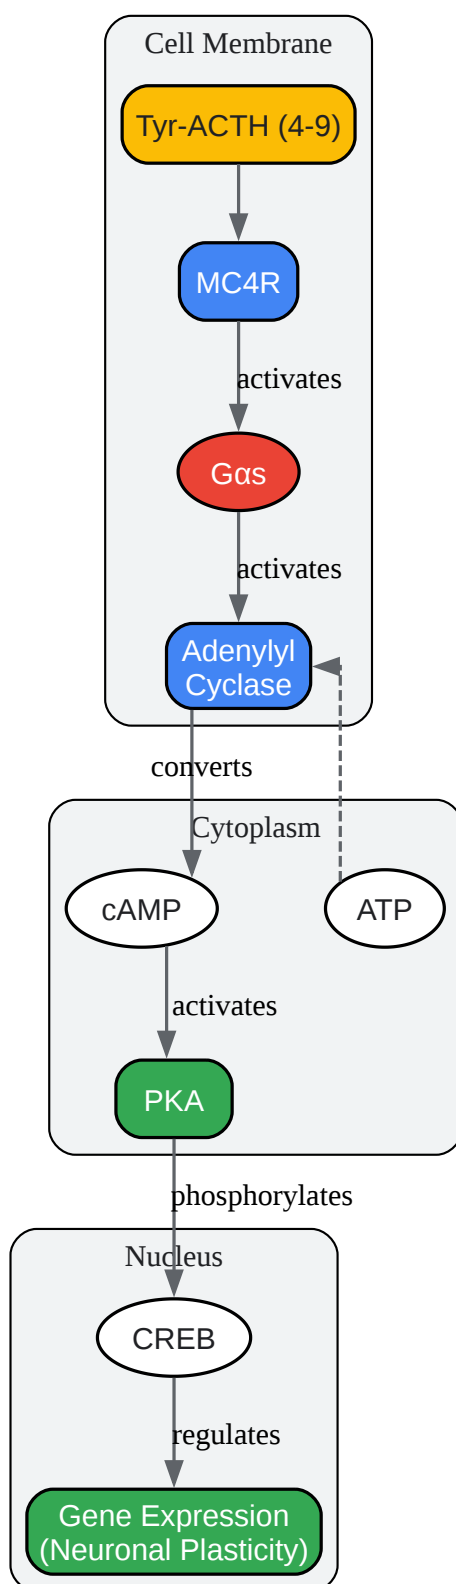 Cell Membrane
Tyr-ACTH (4-9)
MC4R
activates
Gαs
activates
Adenylyl
Cyclase
converts
Cytoplasm
cAMP
ATP
activates
PKA
phosphorylates
Nucleus
CREB
regulates
Gene Expression
(Neuronal Plasticity)